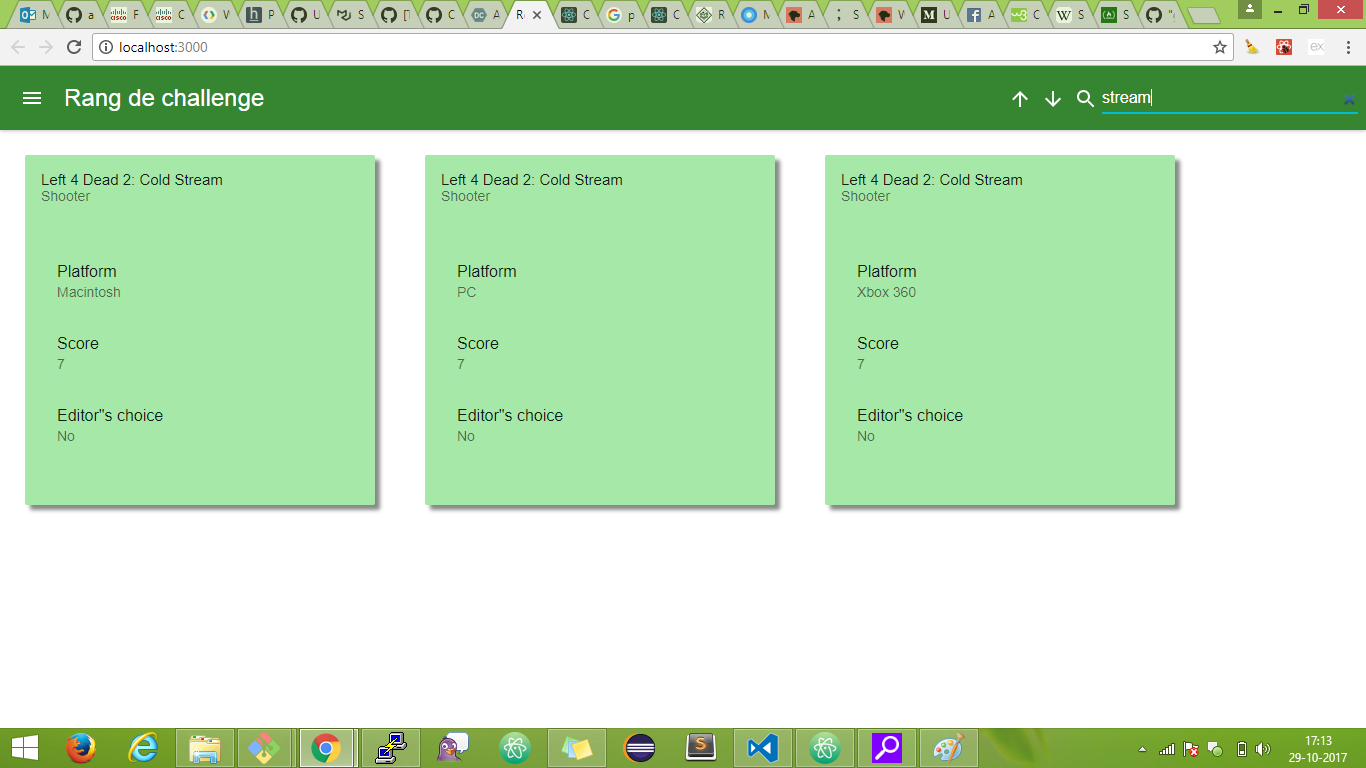 localhost:3000
Rang de challenge
stream
Left 4 Dead 2: Cold Stream
Shooter
Platform
Macintosh
Score
7
Editor"s choice
No
Left 4 Dead 2: Cold Stream
Shooter
Platform
PC
Score
7
Editor"s choice
No
Left 4 Dead 2: Cold Stream
Shooter
Platform
Xbox 360
Score
7
Editor"s choice
No
17:13
29-10-2017